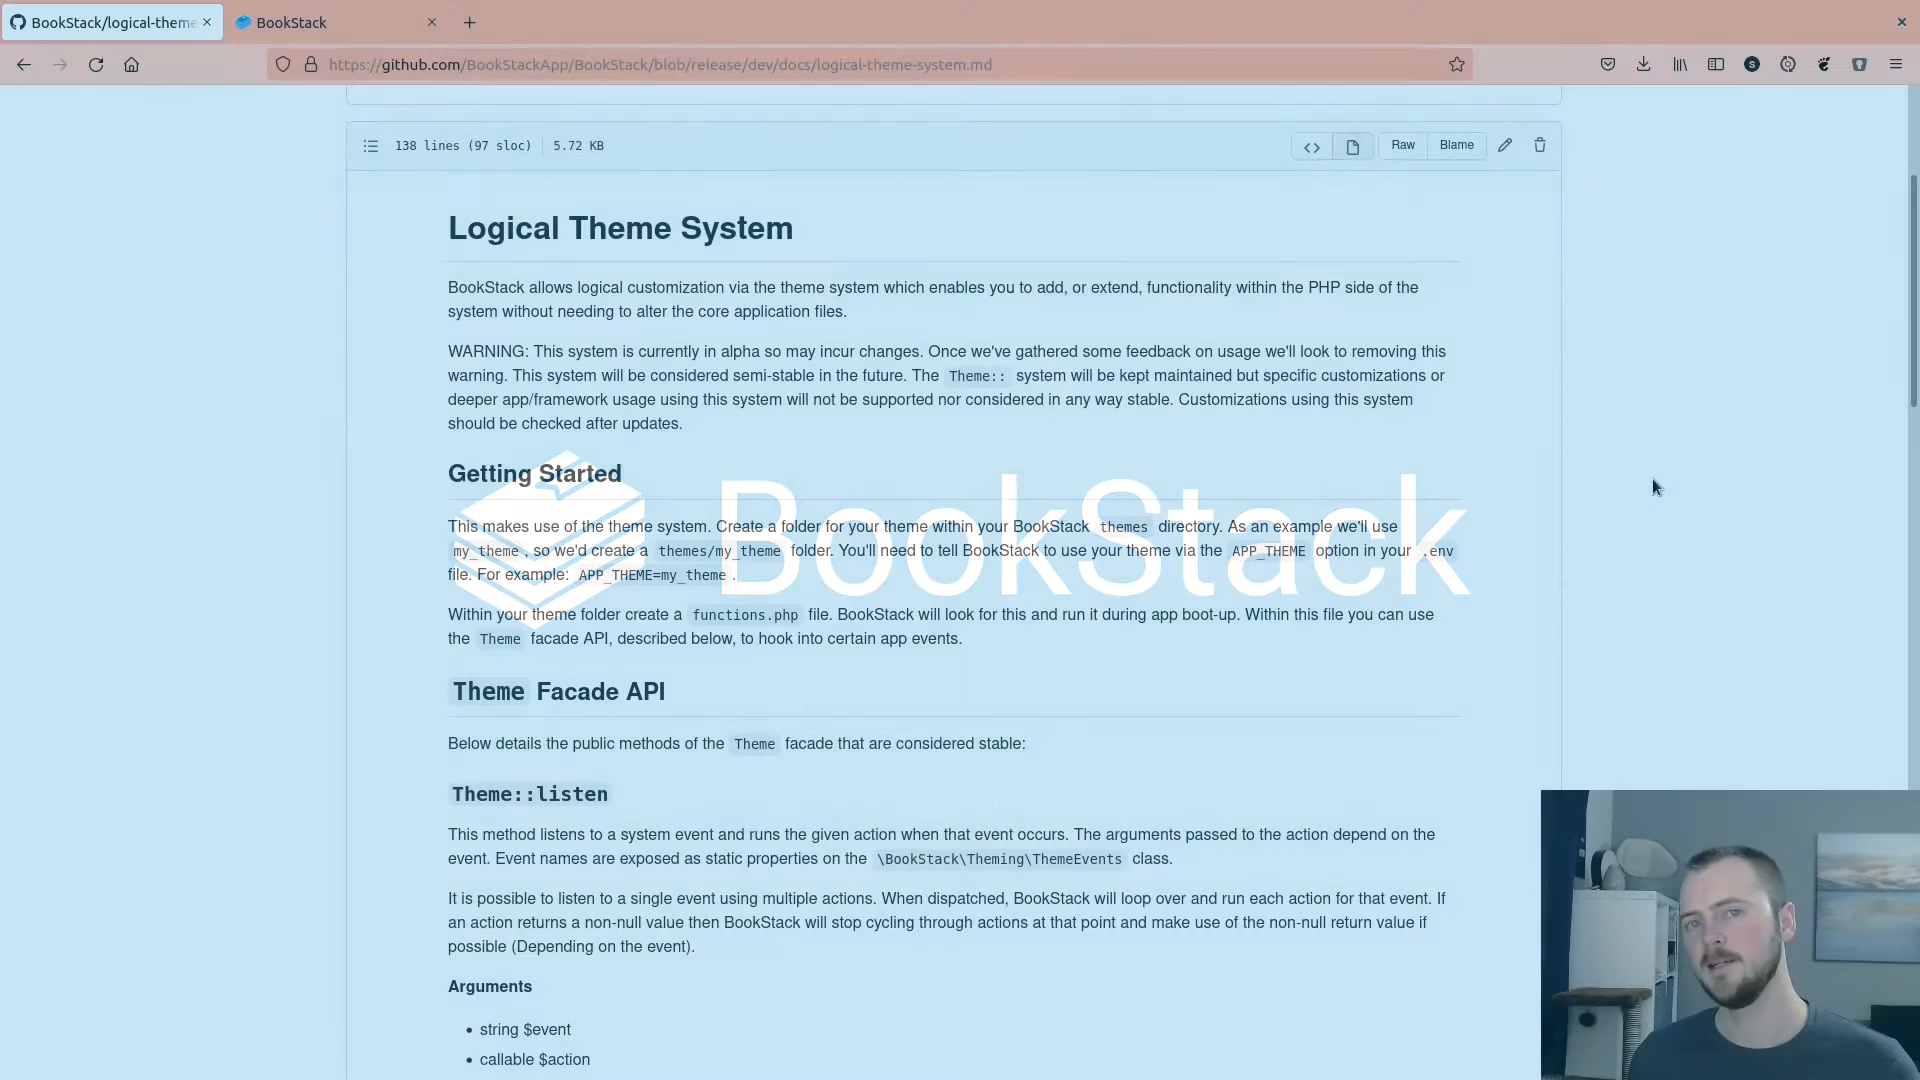 BookStack/logical-theme
BookStack
https://github.com/BookStackApp/BookStack/blob/release/dev/docs/logical-theme-system.md
138 lines (97 sloc) 5.72 KB
Raw Blame
Logical Theme System
BookStack allows logical customization via the theme system which enables you to add, or extend, functionality within the PHP side of the
system without needing to alter the core application files.
WARNING: This system is currently in alpha so may incur changes. Once we've gathered some feedback on usage we'll look to removing this
warning. This system will be considered semi-stable in the future. The Theme:: system will be kept maintained but specific customizations or
deeper app/framework usage using this system will not be supported nor considered in any way stable. Customizations using this system
should be checked after updates.
Getting Started
BookStack
This makes use of the theme system. Create a folder for your theme within your BookStack themes directory. As an example we'll use
my_theme, so we'd create a themes/my_theme folder. You'll need to tell BookStack to use your theme via the APP_THEME option in your .env
file. For example: APP_THEME=my_theme .
Within your theme folder create a functions.php file. BookStack will look for this and run it during app boot-up. Within this file you can use
the Theme facade API, described below, to hook into certain app events.
Theme Facade API
Below details the public methods of the Theme facade that are considered stable:
Theme::listen
This method listens to a system event and runs the given action when that event occurs. The arguments passed to the action depend on the
event. Event names are exposed as static properties on the \BookStack\Theming\ThemeEvents class.
It is possible to listen to a single event using multiple actions. When dispatched, BookStack will loop over and run each action for that event. If
an action returns a non-null value then BookStack will stop cycling through actions at that point and make use of the non-null return value if
possible (Depending on the event).
Arguments
• string $event
• callable $action